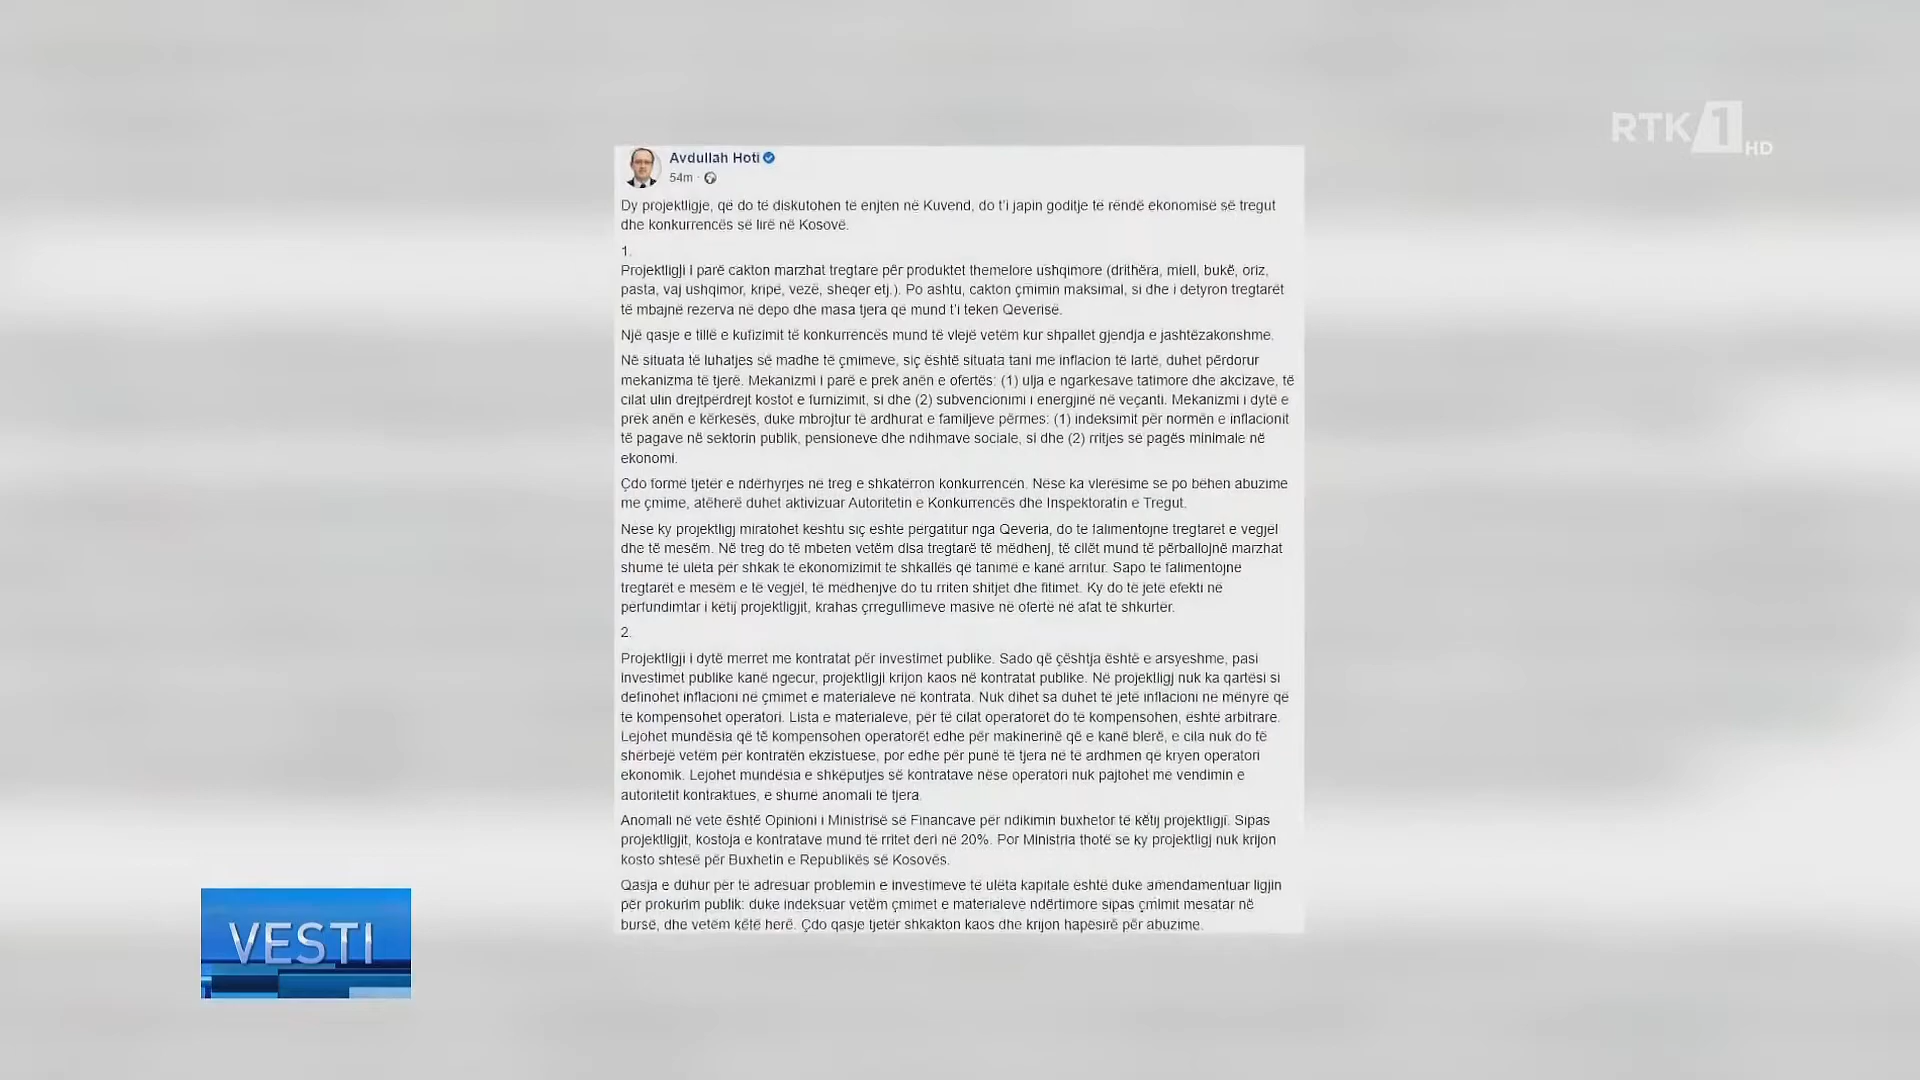 RTK 1 HD
Avdullah Hoti
54m ·
Dy projektligje, që do të diskutohen të enjten në Kuvend, do t'i japin goditje të rëndë ekonomisë së tregut
dhe konkurrencës së lirë në Kosovë.
1.
Projektligji i parë cakton marzhat tregtare për produktet themelore ushqimore (drithëra, miell, bukë, oriz,
pasta, vaj ushqimor, kripë, vezë, sheqer etj.). Po ashtu, cakton çmimin maksimal, si dhe i detyron tregtarët
të mbajnë rezerva në depo dhe masa tjera që mund t'i teken Qeverisë.
Një qasje e tillë e kufizimit të konkurrencës mund të vlejë vetëm kur shpallet gjendja e jashtëzakonshme.
Në situata të luhatjes së madhe të çmimeve, siç është situata tani me inflacion të lartë, duhet përdorur
mekanizma të tjerë. Mekanizmi i parë e prek anën e ofertës: (1) ulja e ngarkesave tatimore dhe akcizave, të
cilat ulin drejtpërdrejt kostot e furnizimit, si dhe (2) subvencionimi i energjinë në veçanti. Mekanizmi i dytë e
prek anën e kërkesës, duke mbrojtur të ardhurat e familjeve përmes: (1) indeksimit për normën e inflacionit
të pagave në sektorin publik, pensioneve dhe ndihmave sociale, si dhe (2) rritjes së pagës minimale në
ekonomi.
Çdo formë tjetër e ndërhyrjes në treg e shkatërron konkurrencën. Nëse ka vlerësime se po bëhen abuzime
me çmime, atëherë duhet aktivizuar Autoritetin e Konkurrencës dhe Inspektoratin e Tregut.
Nëse ky projektligj miratohet kështu siç është përgatitur nga Qeveria, do të falimentojnë tregtarët e vegjël
dhe të mesëm. Në treg do të mbeten vetëm disa tregtarë të mëdhenj, të cilët mund të përballojnë marzhat
shumë të ulëta për shkak të ekonomizimit të shkallës që tanimë e kanë arritur. Sapo të falimentojnë
tregtarët e mesëm e të vegjël, të mëdhenjve do tu rriten shitjet dhe fitimet. Ky do të jetë efekti në
përfundimtar i këtij projektligjit, krahas çrregullimeve masive në ofertë në afat të shkurtër.
2.
Projektligji i dytë merret me kontratat për investimet publike. Sado që çështja është e arsyeshme, pasi
investimet publike kanë ngecur, projektligji krijon kaos në kontratat publike. Në projektligj nuk ka qartësi si
definohet inflacioni në çmimet e materialeve në kontrata. Nuk dihet sa duhet të jetë inflacioni në mënyrë që
të kompensohet operatori. Lista e materialeve, për të cilat operatorët do të kompensohen, është arbitrare.
Lejohet mundësia që të kompensohen operatorët edhe për makinerinë që e kanë blerë, e cila nuk do të
shërbejë vetëm për kontratën ekzistuese, por edhe për punë të tjera në të ardhmen që kryen operatori
ekonomik. Lejohet mundësia e shkëputjes së kontratave nëse operatori nuk pajtohet me vendimin e
autoritetit kontraktues, e shumë anomali të tjera.
Anomali në vete është Opinioni i Ministrisë së Financave për ndikimin buxhetor të këtij projektligji. Sipas
projektligjit, kostoja e kontratave mund të rritet deri në 20%. Por Ministria thotë se ky projektligj nuk krijon
kosto shtesë për Buxhetin e Republikës së Kosovës.
Qasja e duhur për të adresuar problemin e investimeve të ulëta kapitale është duke amendamentuar ligjin
për prokurim publik: duke indeksuar vetëm çmimet e materialeve ndërtimore sipas çmimit mesatar në
bursë, dhe vetëm këtë herë. Çdo qasje tjetër shkakton kaos dhe krijon hapësirë për abuzime.
VESTI